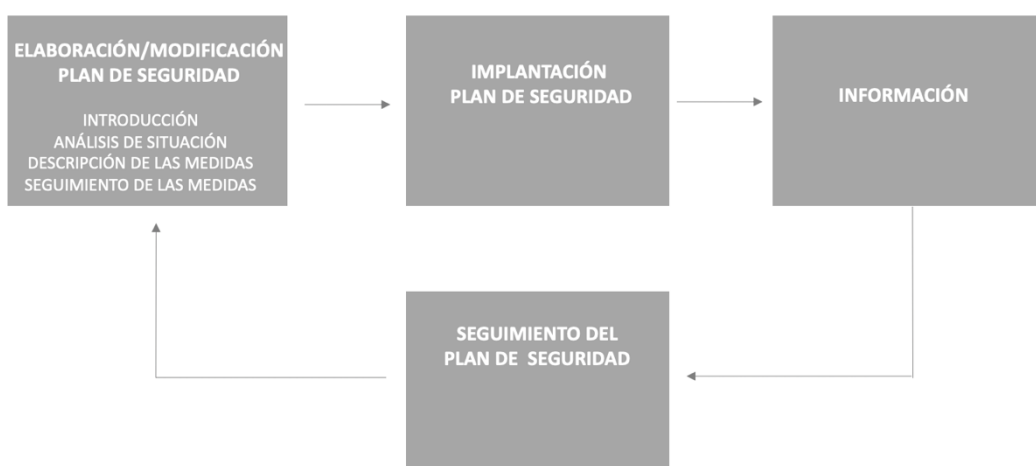 ELABORACIÓN/MODIFICACIÓN
PLAN DE SEGURIDAD
INTRODUCCIÓN
ANÁLISIS DE SITUACIÓN
DESCRIPCIÓN DE LAS MEDIDAS
SEGUIMIENTO DE LAS MEDIDAS
IMPLANTACIÓN
PLAN DE SEGURIDAD
INFORMACIÓN
SEGUIMIENTO DEL
PLAN DE SEGURIDAD